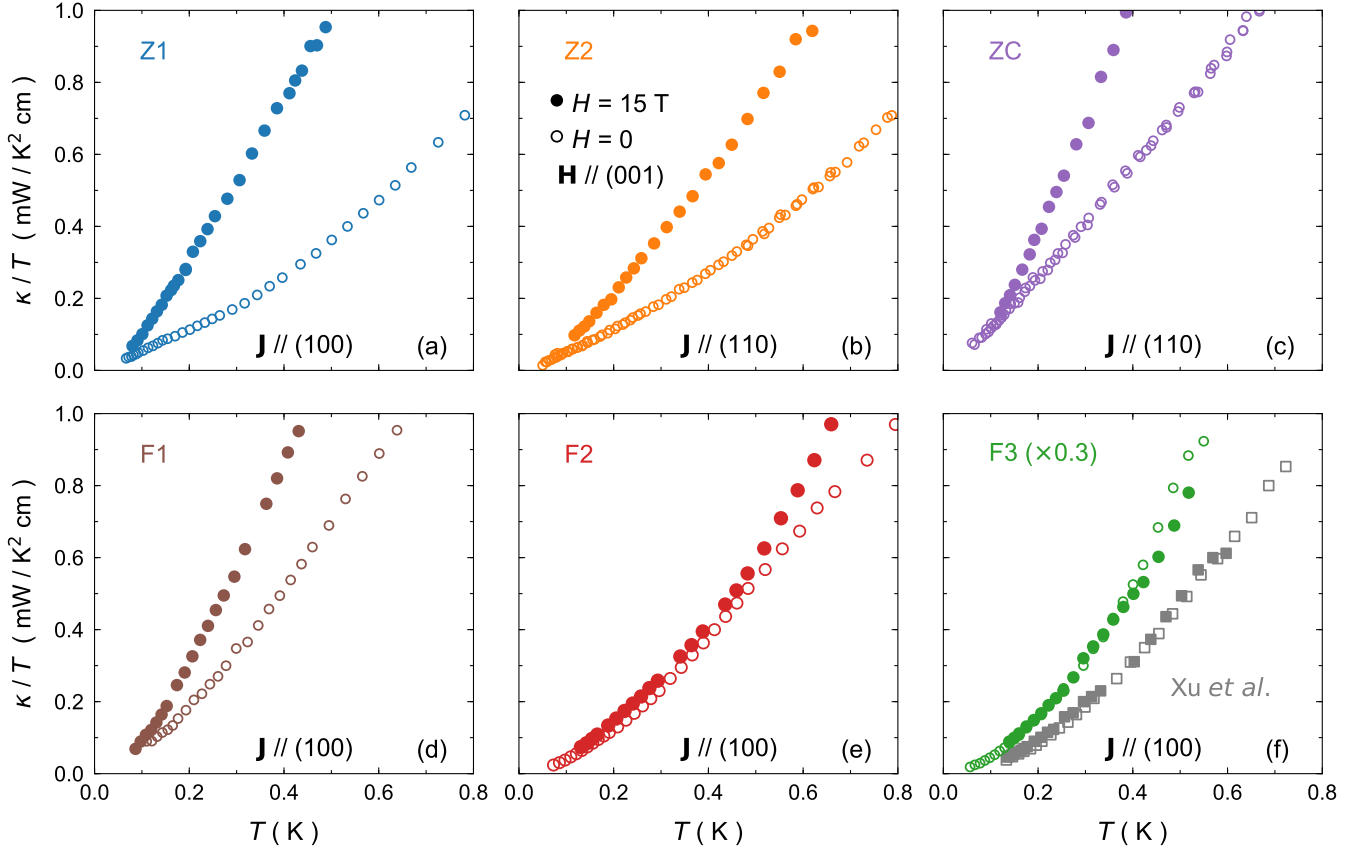 1.0
0.8
0.6
0.4
0.2
0.0
κ / T ( mW / K² cm )
Z1
J // (100)
(a)
Z2
H = 15 T
H = 0
H // (001)
J // (110)
(b)
ZC
J // (110)
(c)
1.0
0.8
0.6
0.4
0.2
0.0
κ / T ( mW / K² cm )
F1
J // (100)
(d)
F2
J // (100)
(e)
F3 (×0.3)
Xu et al.
J // (100)
(f)
0.0 0.2 0.4 0.6 0.8
0.2 0.4 0.6 0.8
0.2 0.4 0.6 0.8
T ( K )
T ( K )
T ( K )